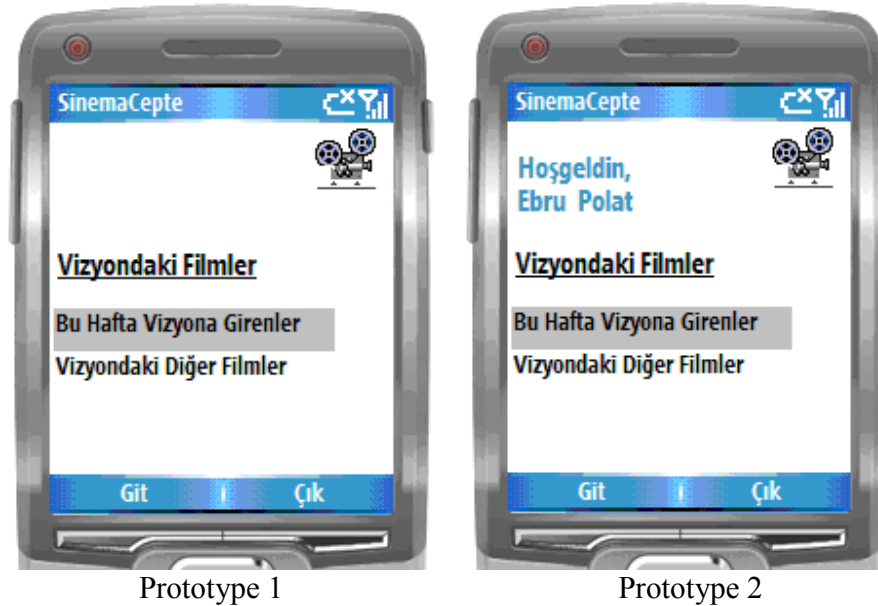 SinemaCepte
Vizyondaki Filmler
Bu Hafta Vizyona Girenler
Vizyondaki Diğer Filmler
Git
Çık
Prototype 1
SinemaCepte
Hoşgeldin,
Ebru Polat
Vizyondaki Filmler
Bu Hafta Vizyona Girenler
Vizyondaki Diğer Filmler
Git
Çık
Prototype 2